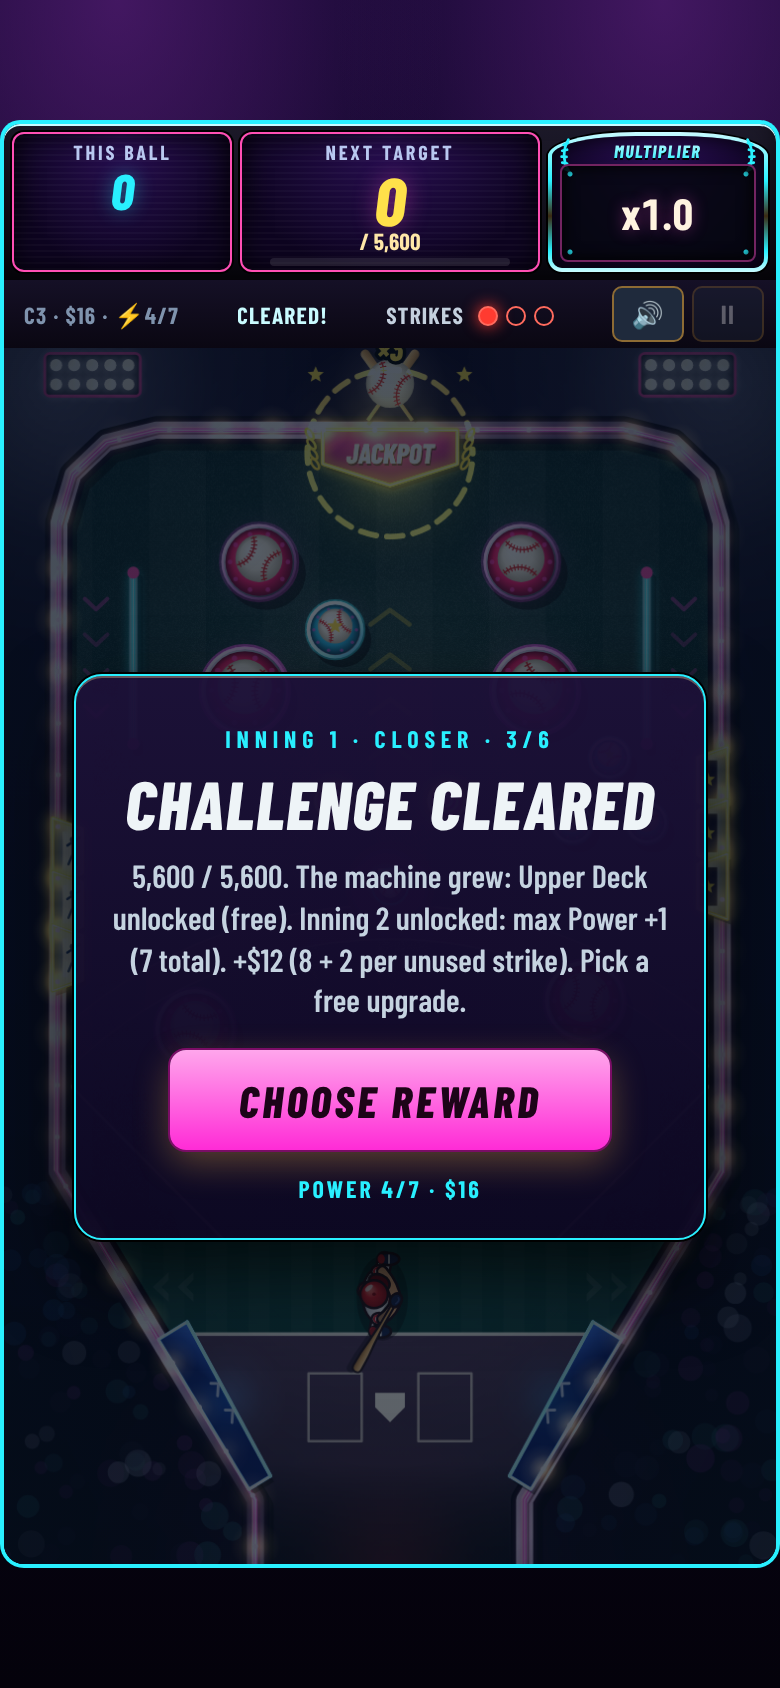 THIS BALL
0
NEXT TARGET
0
/ 5,600
MULTIPLIER
x1.0
C3 · $16 · ⚡4/7
CLEARED!
STRIKES
x3
JACKPOT
INNING 1 · CLOSER · 3/6
CHALLENGE CLEARED
5,600 / 5,600. The machine grew: Upper Deck
unlocked (free). Inning 2 unlocked: max Power +1
(7 total). +$12 (8 + 2 per unused strike). Pick a
free upgrade.
CHOOSE REWARD
POWER 4/7 · $16